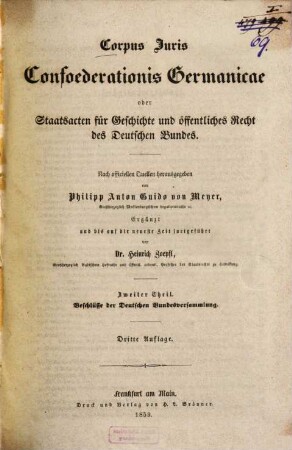 69.
Corpus Juris
Confoederationis Germanicae
oder
Staatsacten für Geschichte und öffentliches Recht
des Deutschen Bundes.
Nach officiellen Quellen herausgegeben
von
Philipp Anton Guido von Meyer,
Ergänzt
und bis auf die neueste Zeit fortgeführt
von
Dr. Heinrich Zoepfl,
Zweiter Theil.
Beschlüsse der Deutschen Bundesversammlung.
Dritte Auflage.
Frankfurt am Main.
Druck und Verlag von H. L. Brönner.